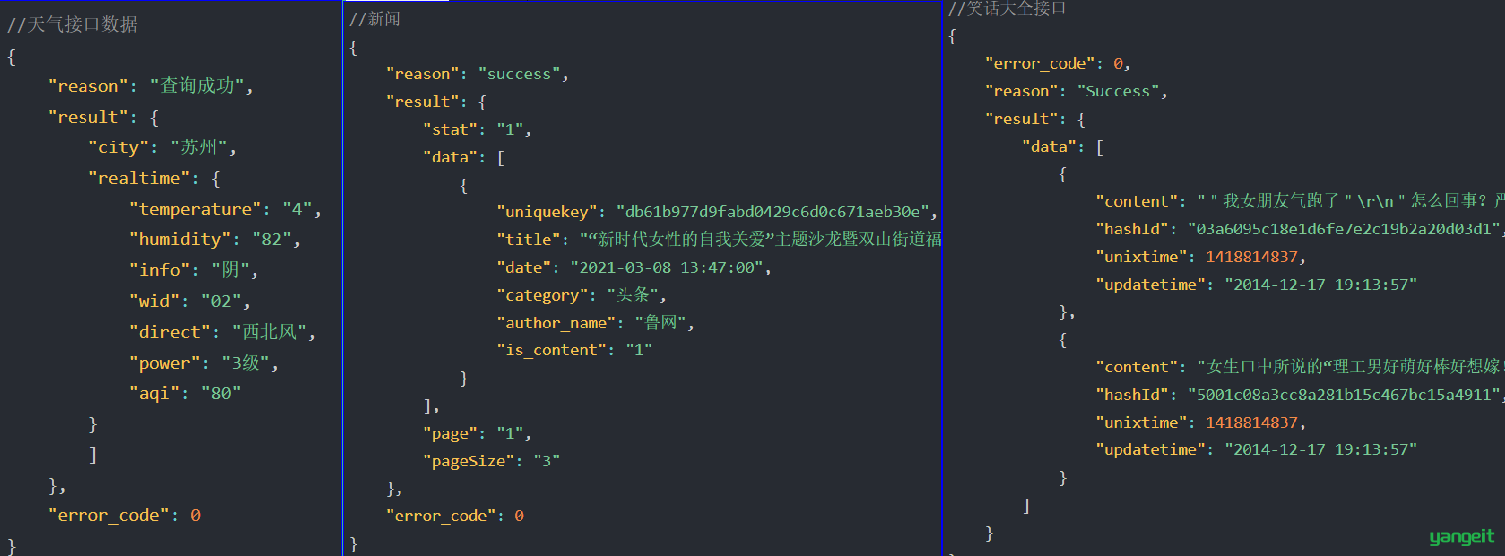 //天气接口数据
{
"reason": "查询成功",
"result": {
"city": "苏州",
"realtime": {
"temperature": "4",
"humidity": "82",
"info": "阴",
"wid": "02",
"direct": "西北风",
"power": "3级",
"aqi": "80"
}
]
},
"error_code": 0
}
//新闻
{
"reason": "success",
"result": {
"stat": "1",
"data": [
{
"uniquekey": "db61b977d9fabd0429c6d0c671aeb30e",
"title": "“新时代女性的自我关爱”主题沙龙暨双山街道福
"date": "2021-03-08 13:47:00",
"category": "头条",
"author_name": "鲁网",
"is_content": "1"
}
],
"page": "1",
"pageSize": "3"
},
"error_code": 0
}
//笑话大全接口
{
"error_code": 0,
"reason": "Success",
"result": {
"data": [
{
"content": "＂我女朋友气跑了＂\r\n＂怎么回事？严
"hashId": "03a6095c18e1d6fe7e2c19b2a20d03d1",
"unixtime": 1418814837,
"updatetime": "2014-12-17 19:13:57"
},
{
"content": "女生口中所说的“理工男好萌好棒好想嫁！
"hashId": "5001c08a3cc8a281b15c467bc15a4911",
"unixtime": 1418814837,
"updatetime": "2014-12-17 19:13:57"
}
]
}
yangeit